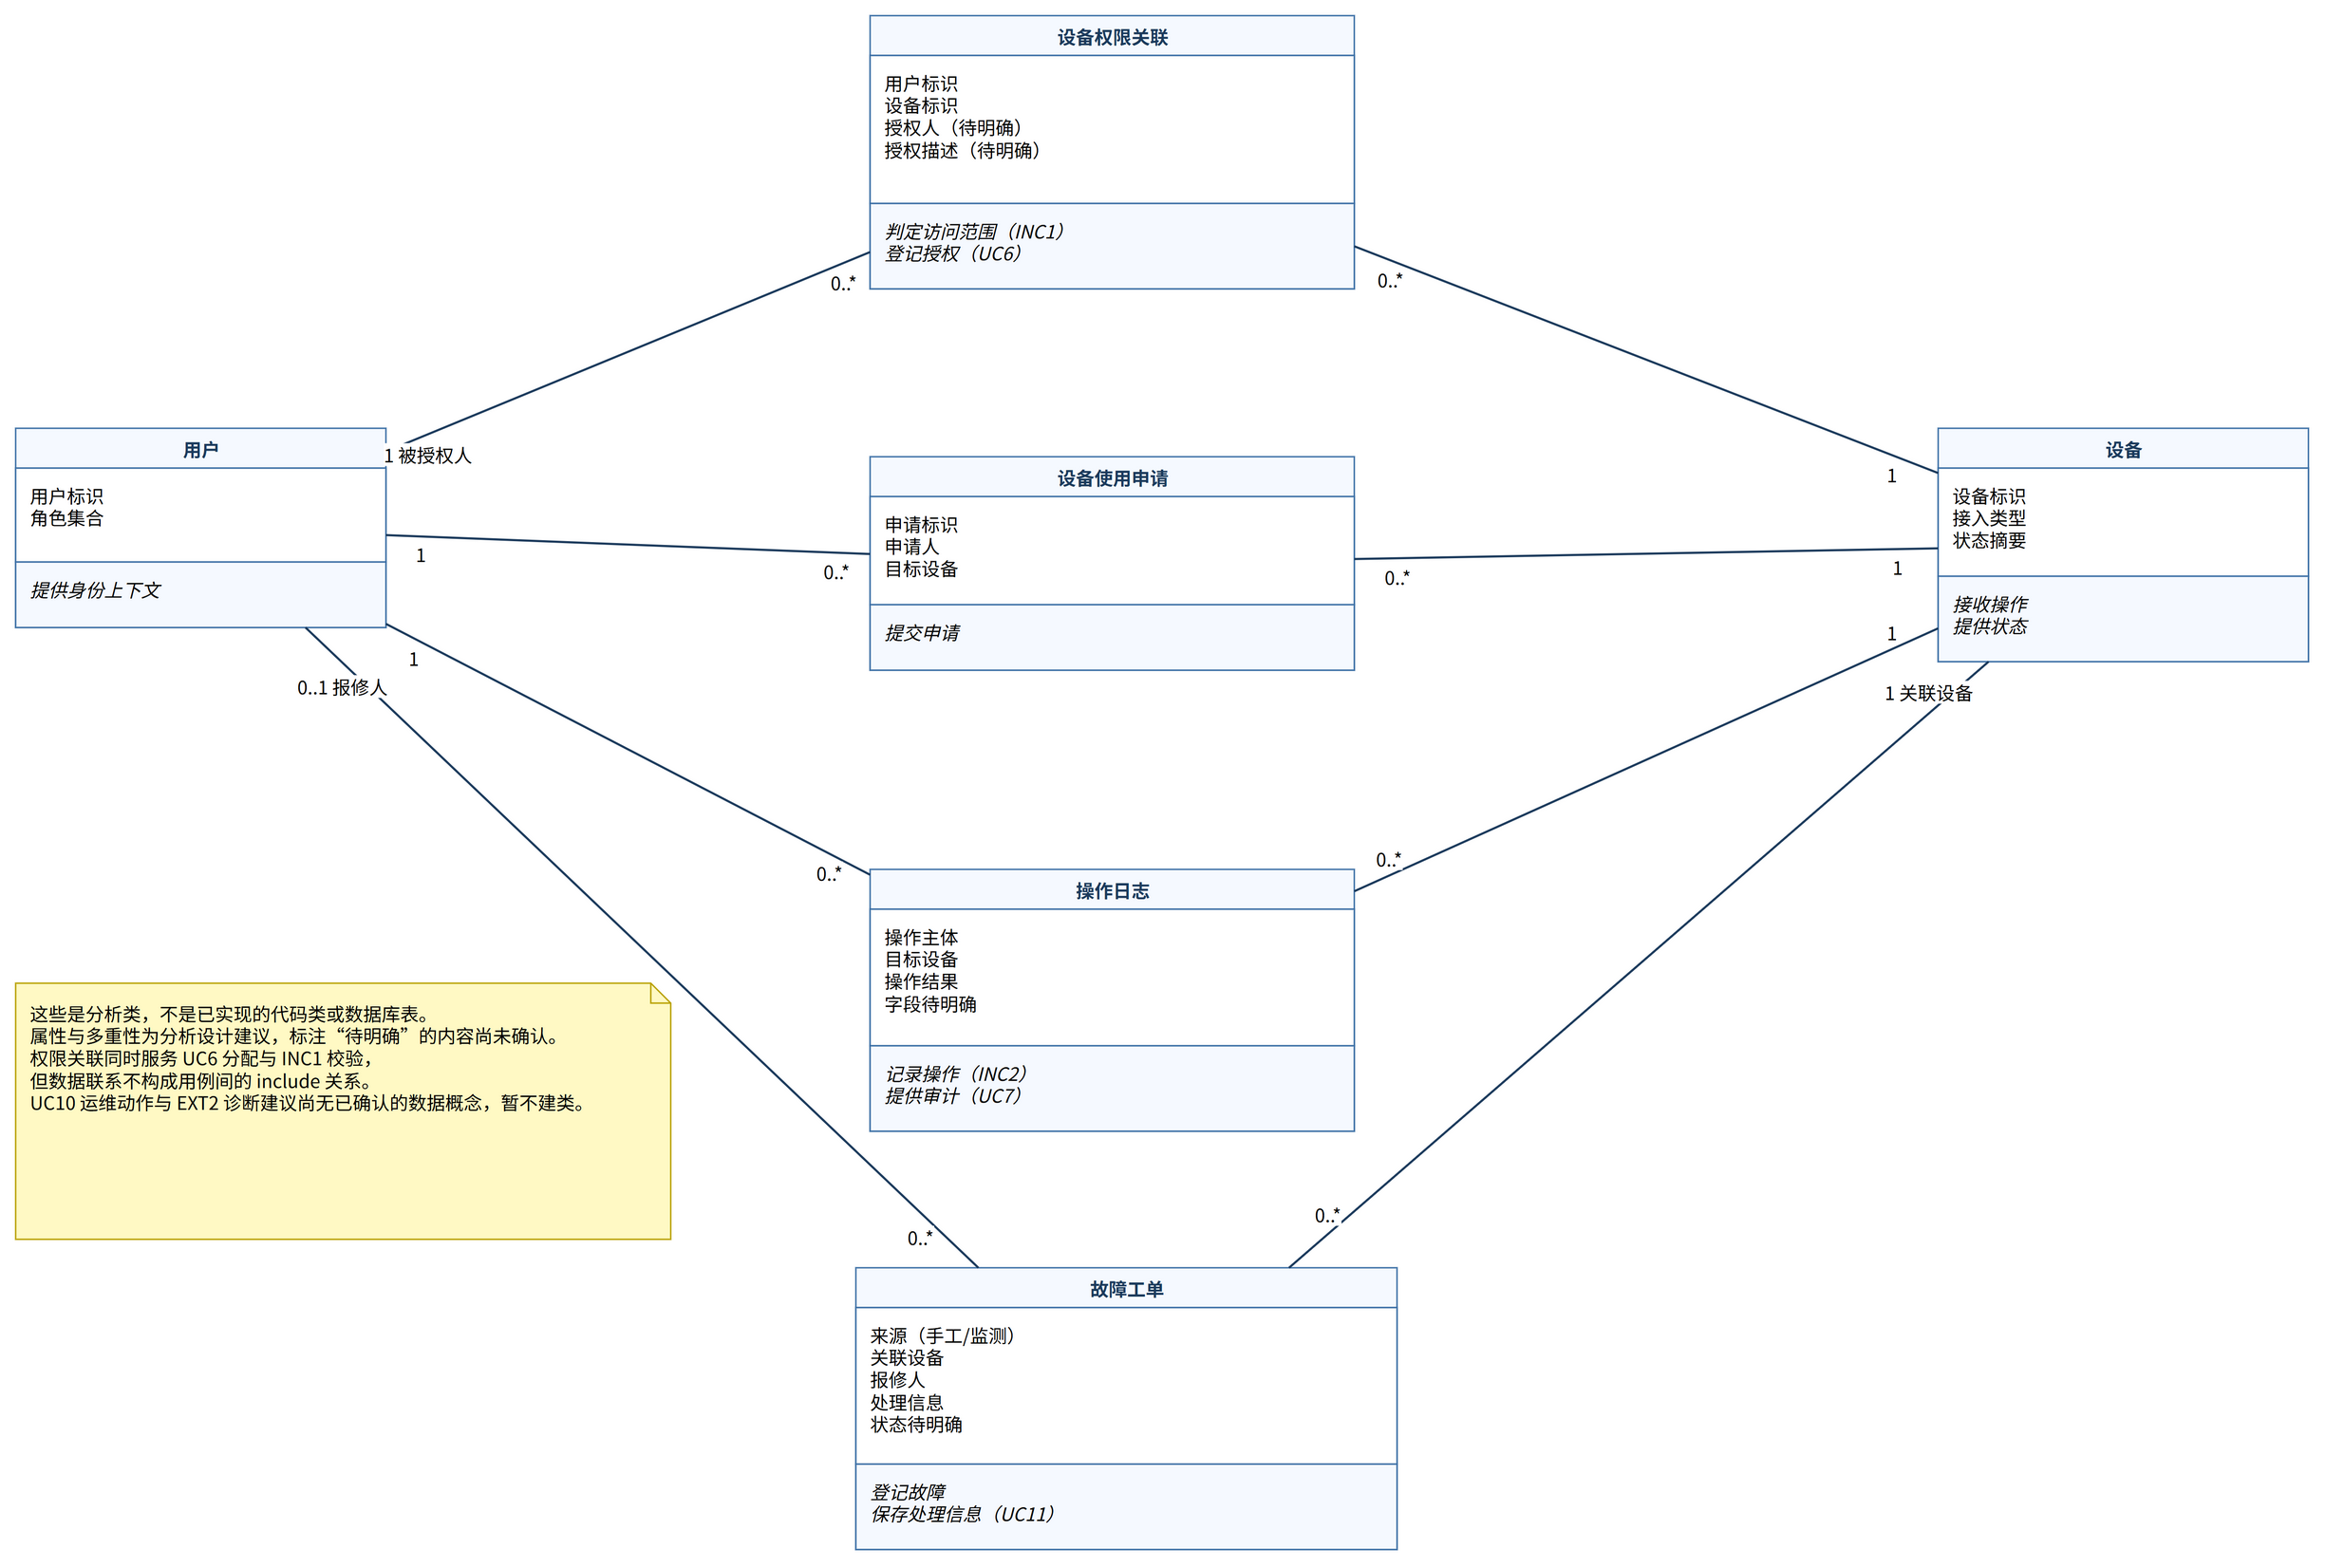 设备权限关联
用户标识
设备标识
授权人（待明确）
授权描述（待明确）
判定访问范围（INC1）
登记授权（UC6）
0..*
0..*
1 被授权人
1
用户
用户标识
角色集合
提供身份上下文
1
0..*
设备使用申请
申请标识
申请人
目标设备
提交申请
0..*
1
设备
设备标识
接入类型
状态摘要
接收操作
提供状态
1
0..1 报修人
1
1 关联设备
0..*
0..*
操作日志
操作主体
目标设备
操作结果
字段待明确
记录操作（INC2）
提供审计（UC7）
这些是分析类，不是已实现的代码类或数据库表。
属性与多重性为分析设计建议，标注“待明确”的内容尚未确认。
权限关联同时服务 UC6 分配与 INC1 校验，
但数据联系不构成用例间的 include 关系。
UC10 运维动作与 EXT2 诊断建议尚无已确认的数据概念，暂不建类。
0..*
0..*
故障工单
来源（手工/监测）
关联设备
报修人
处理信息
状态待明确
登记故障
保存处理信息（UC11）